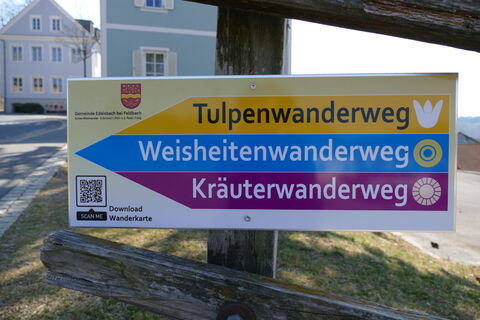 Gemeinde Edelsbach bei Feldbach
Tulpenwanderweg
Weisheitenwanderweg
Kräuterwanderweg
SCAN ME
Download
Wanderkarte